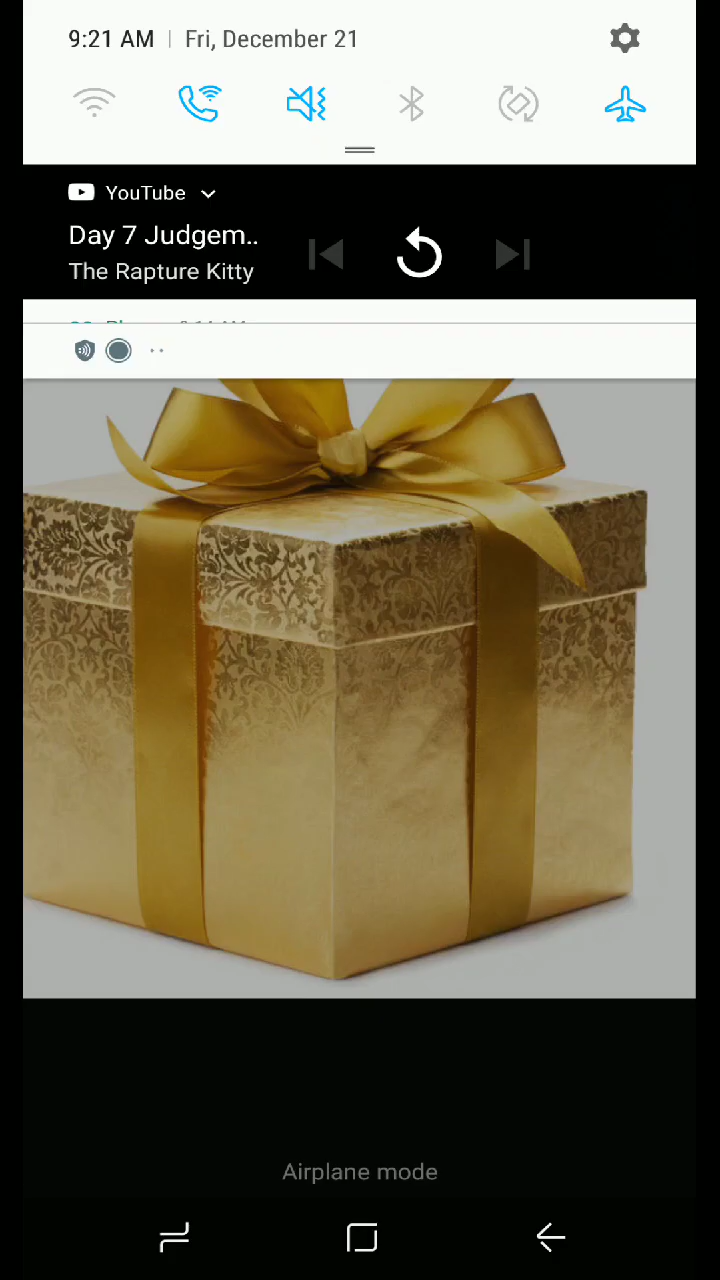 9:21 AM | Fri, December 21
YouTube
Day 7 Judgem..
The Rapture Kitty
Airplane mode